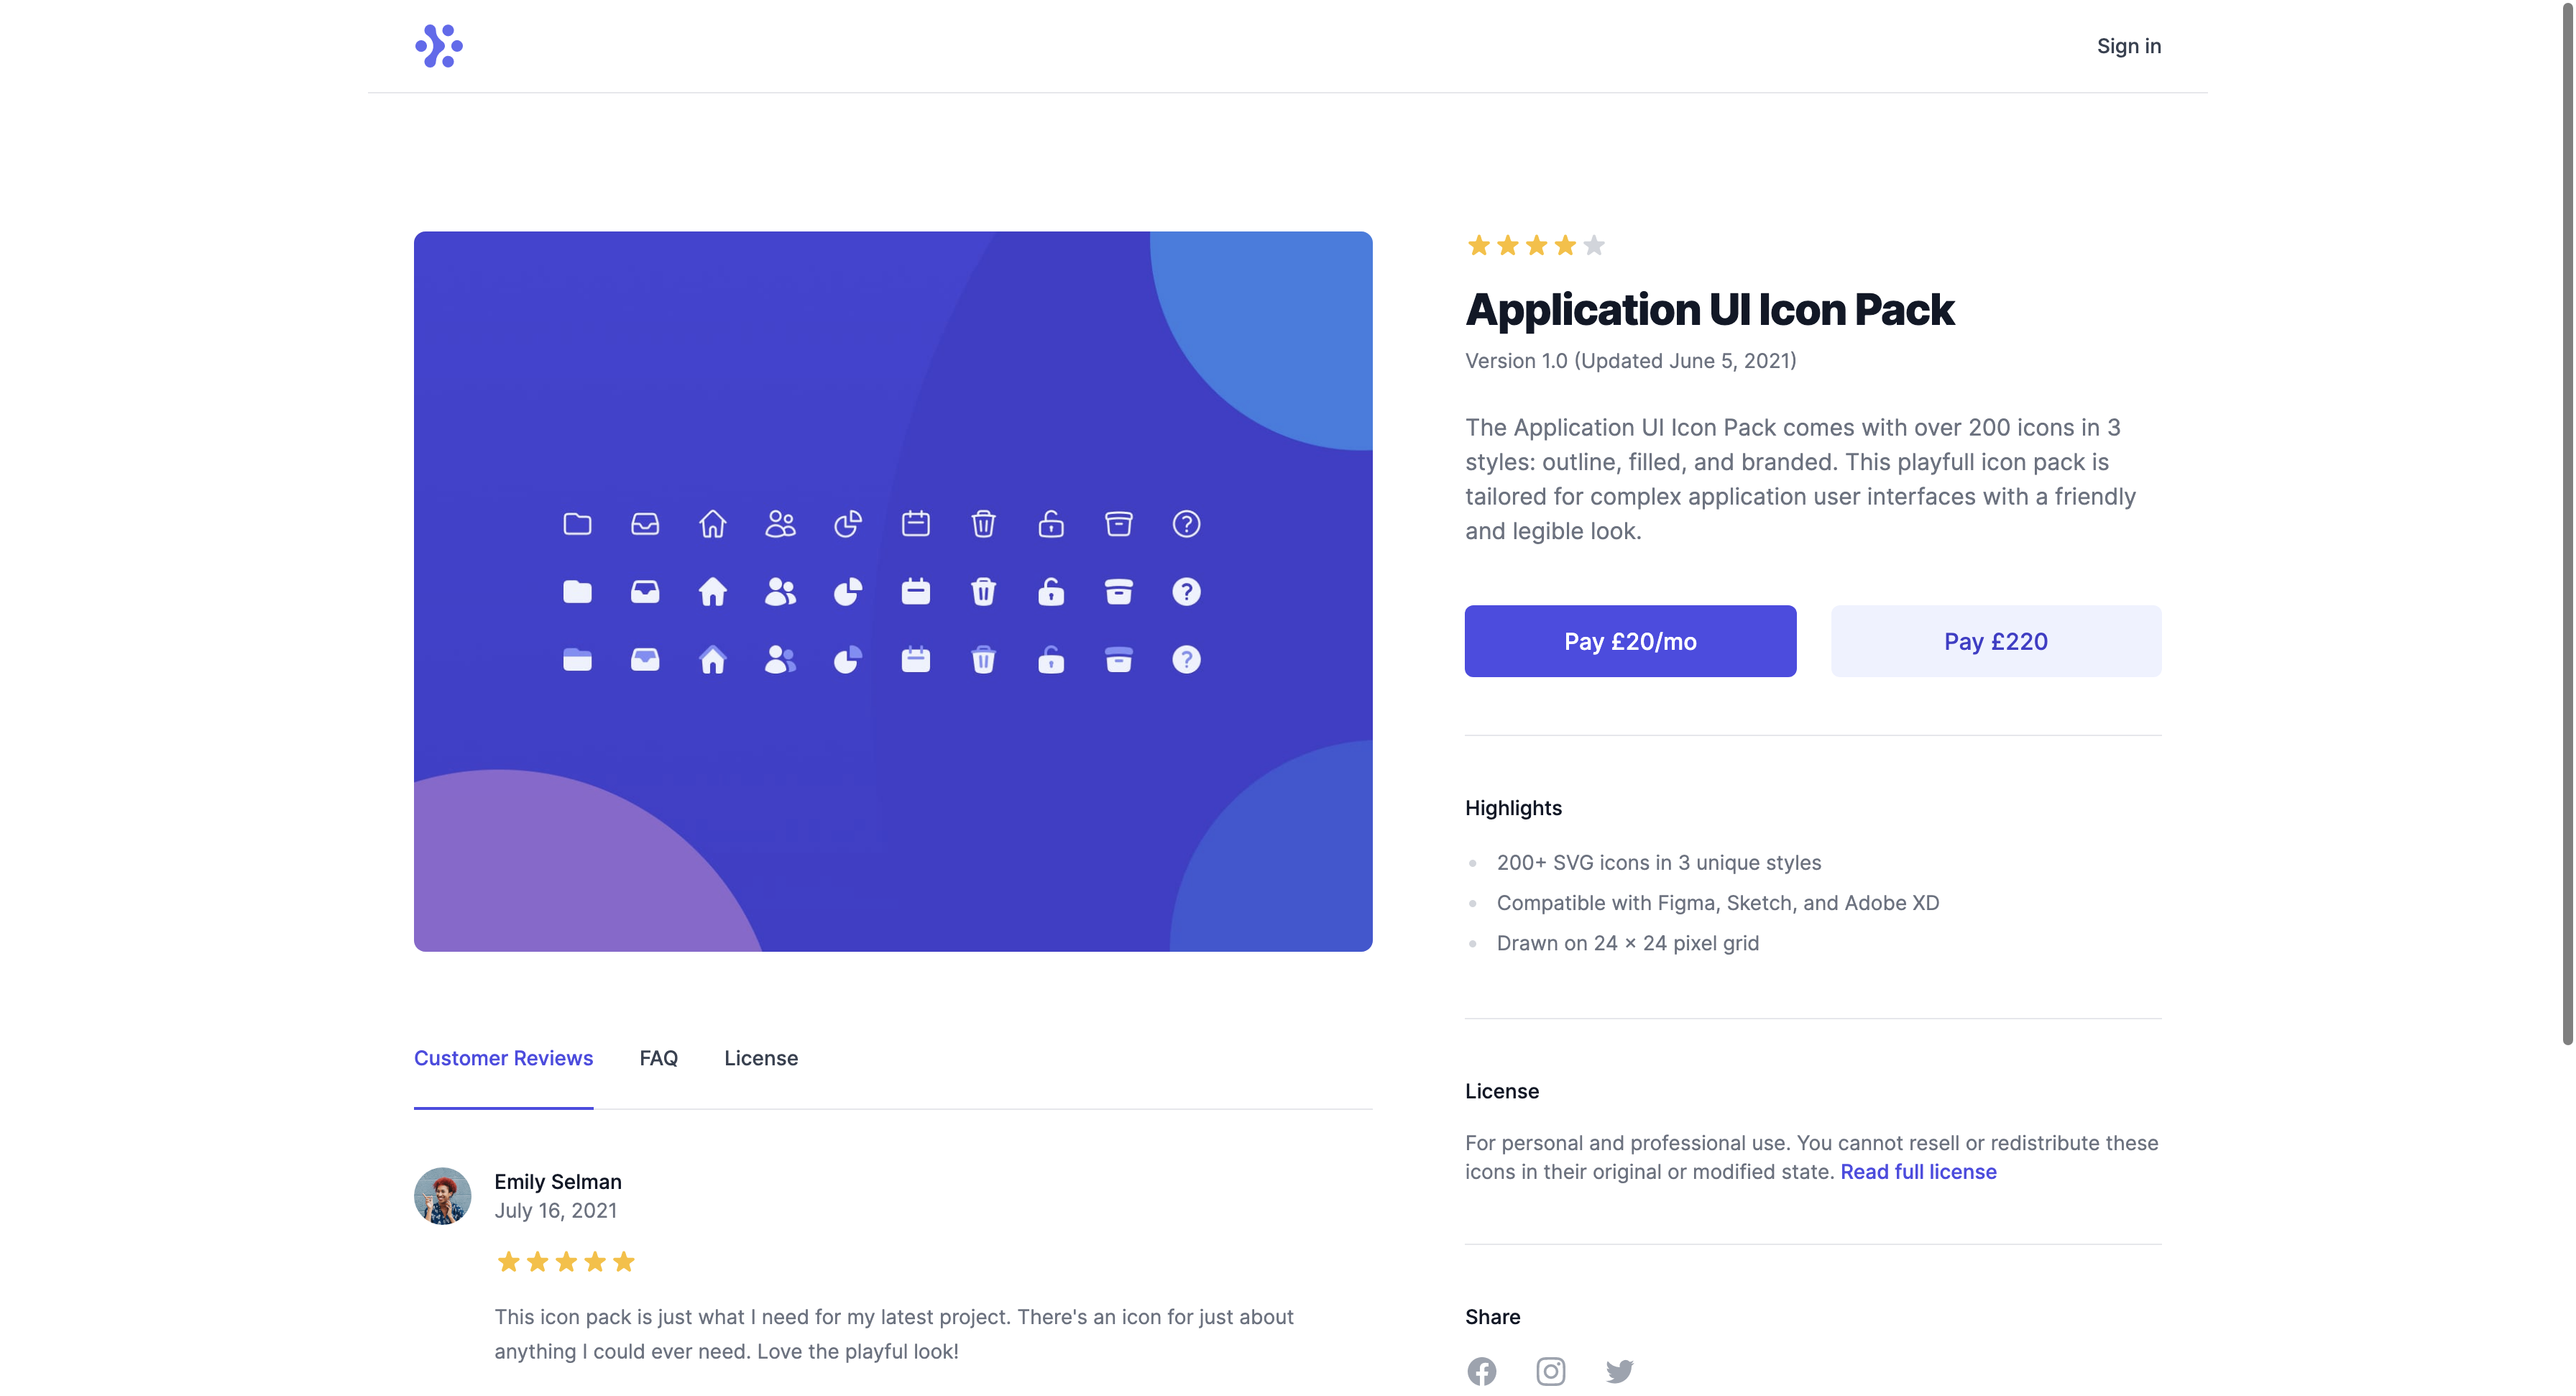 Sign in
Application UI Icon Pack
Version 1.0 (Updated June 5, 2021)
The Application UI Icon Pack comes with over 200 icons in 3
styles: outline, filled, and branded. This playfull icon pack is
tailored for complex application user interfaces with a friendly
and legible look.
Pay £20/mo
Pay £220
Highlights
200+ SVG icons in 3 unique styles
Compatible with Figma, Sketch, and Adobe XD
Drawn on 24 × 24 pixel grid
License
For personal and professional use. You cannot resell or redistribute these
icons in their original or modified state. Read full license
Share
Customer Reviews
FAQ
License
Emily Selman
July 16, 2021
This icon pack is just what I need for my latest project. There's an icon for just about
anything I could ever need. Love the playful look!